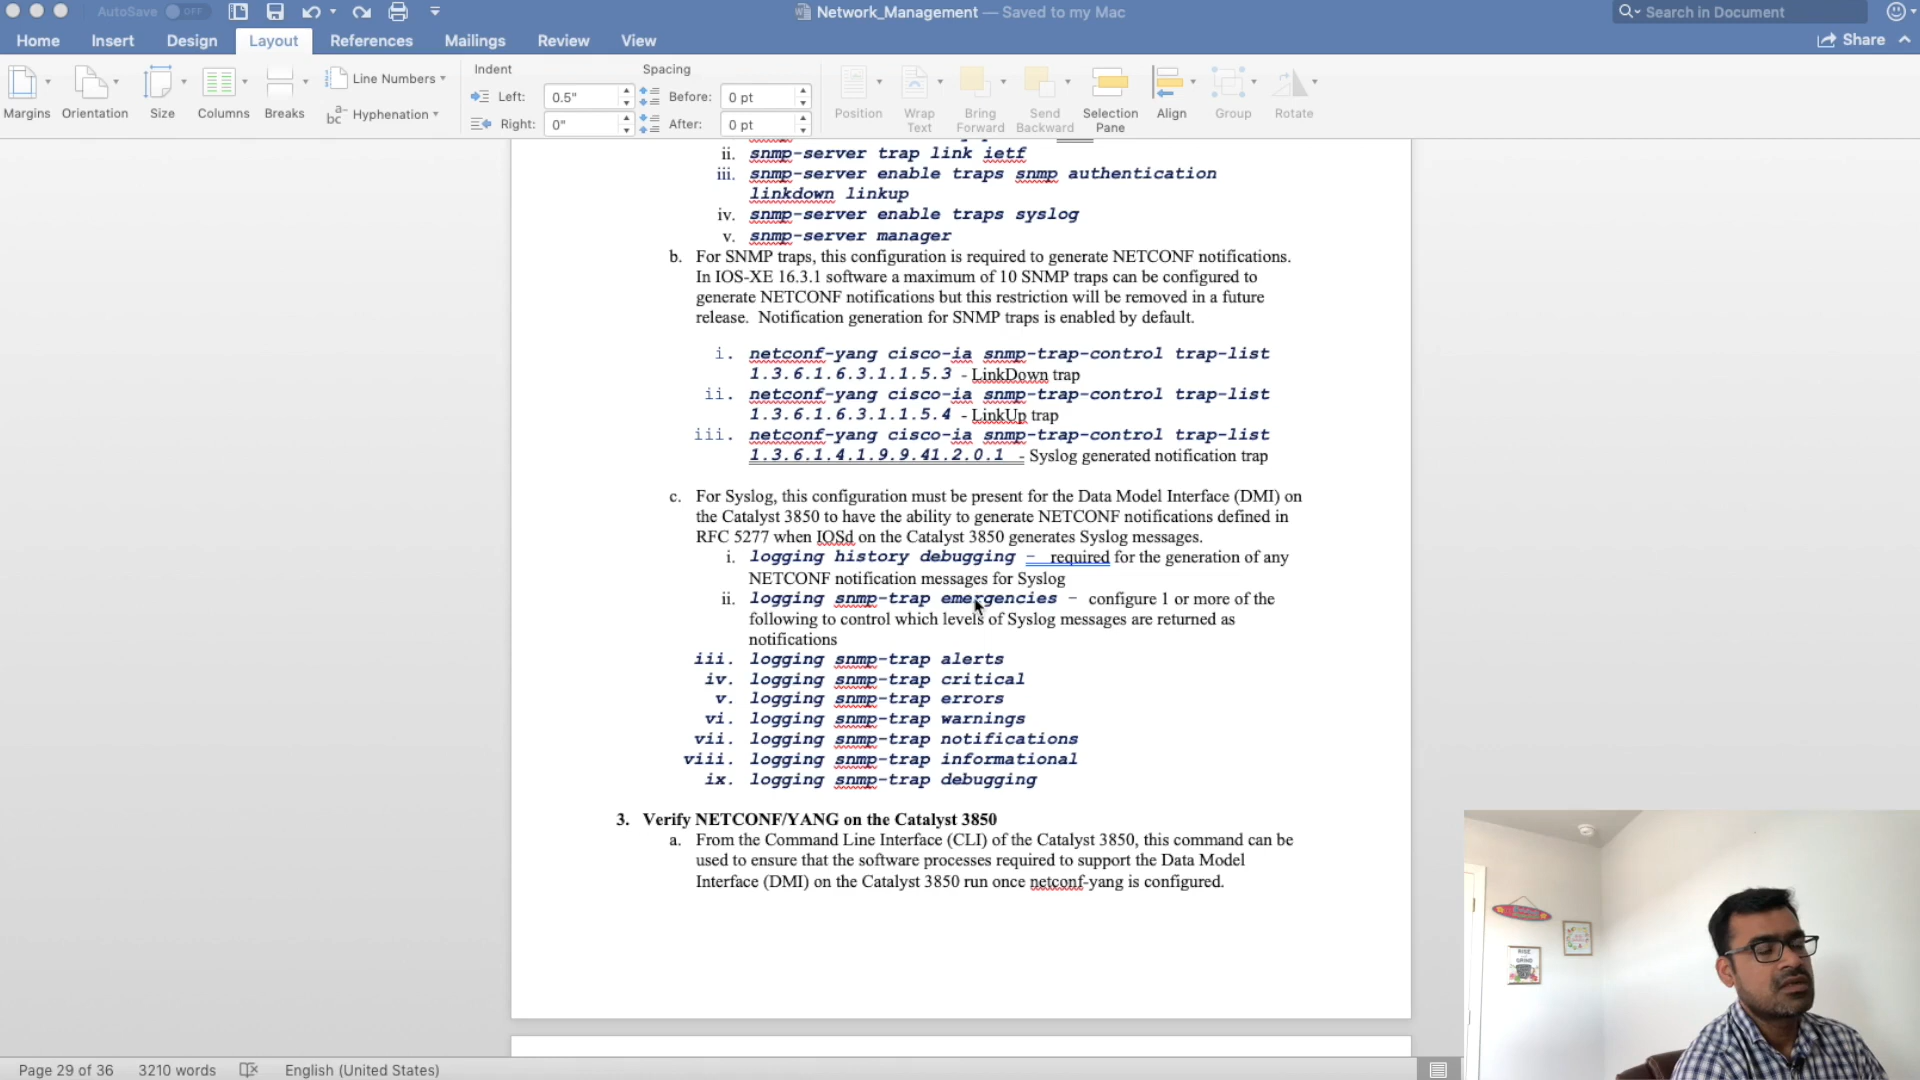 AutoSave OFF
Network_Management — Saved to my Mac
Search in Document
Home Insert Design Layout References Mailings Review View
Share
Margins Orientation Size Columns Breaks
Line Numbers
Hyphenation
Indent
Left: 0.5"
Right: 0"
Spacing
Before: 0 pt
After: 0 pt
Position Wrap Text Bring Forward Send Backward Selection Pane Align Group Rotate
ii. snmp-server trap link ietf
iii. snmp-server enable traps snmp authentication
linkdown linkup
iv. snmp-server enable traps syslog
v. snmp-server manager
b. For SNMP traps, this configuration is required to generate NETCONF notifications.
In IOS-XE 16.3.1 software a maximum of 10 SNMP traps can be configured to
generate NETCONF notifications but this restriction will be removed in a future
release. Notification generation for SNMP traps is enabled by default.
i. netconf-yang cisco-ia snmp-trap-control trap-list
1.3.6.1.6.3.1.1.5.3 - LinkDown trap
ii. netconf-yang cisco-ia snmp-trap-control trap-list
1.3.6.1.6.3.1.1.5.4 - LinkUp trap
iii. netconf-yang cisco-ia snmp-trap-control trap-list
1.3.6.1.4.1.9.9.41.2.0.1 - Syslog generated notification trap
c. For Syslog, this configuration must be present for the Data Model Interface (DMI) on
the Catalyst 3850 to have the ability to generate NETCONF notifications defined in
RFC 5277 when IOSd on the Catalyst 3850 generates Syslog messages.
i. logging history debugging – required for the generation of any
NETCONF notification messages for Syslog
ii. logging snmp-trap emergencies – configure 1 or more of the
following to control which levels of Syslog messages are returned as
notifications
iii. logging snmp-trap alerts
iv. logging snmp-trap critical
v. logging snmp-trap errors
vi. logging snmp-trap warnings
vii. logging snmp-trap notifications
viii. logging snmp-trap informational
ix. logging snmp-trap debugging
3. Verify NETCONF/YANG on the Catalyst 3850
a. From the Command Line Interface (CLI) of the Catalyst 3850, this command can be
used to ensure that the software processes required to support the Data Model
Interface (DMI) on the Catalyst 3850 run once netconf-yang is configured.
Page 29 of 36 3210 words English (United States)